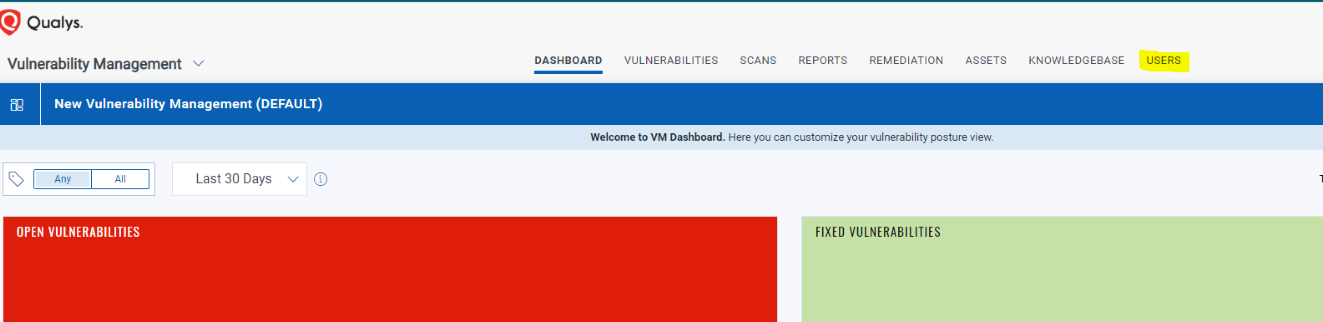 Qualys.
Vulnerability Management
DASHBOARD VULNERABILITIES SCANS REPORTS REMEDIATION ASSETS KNOWLEDGEBASE USERS
New Vulnerability Management (DEFAULT)
Welcome to VM Dashboard. Here you can customize your vulnerability posture view.
Any All Last 30 Days
OPEN VULNERABILITIES FIXED VULNERABILITIES